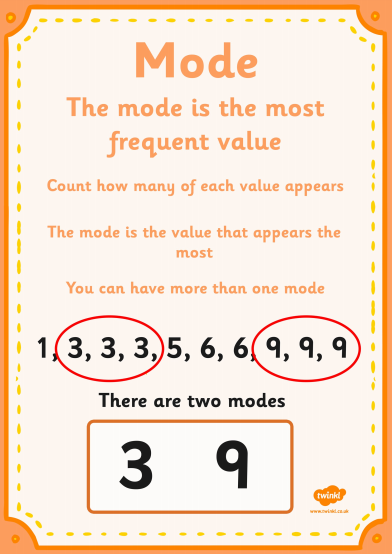 Mode
The mode is the most
frequent value
Count how many of each value appears
The mode is the value that appears the
most
You can have more than one mode
1, 3, 3, 3, 5, 6, 6, 9, 9, 9
There are two modes
3 9
twinkl
www.twinkl.co.uk